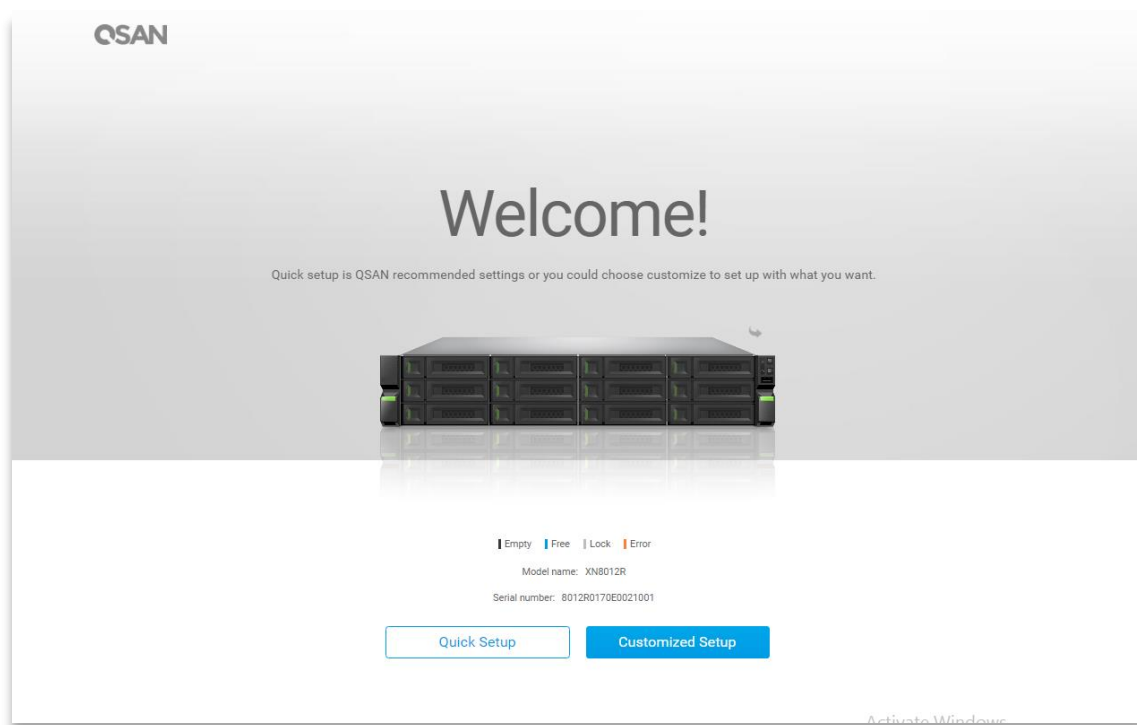 QSAN
Welcome!
Quick setup is QSAN recommended settings or you could choose customize to set up with what you want.
Empty Free Lock Error
Model name: XN8012R
Serial number: 8012R0170E0021001
Quick Setup Customized Setup
Activate Windows